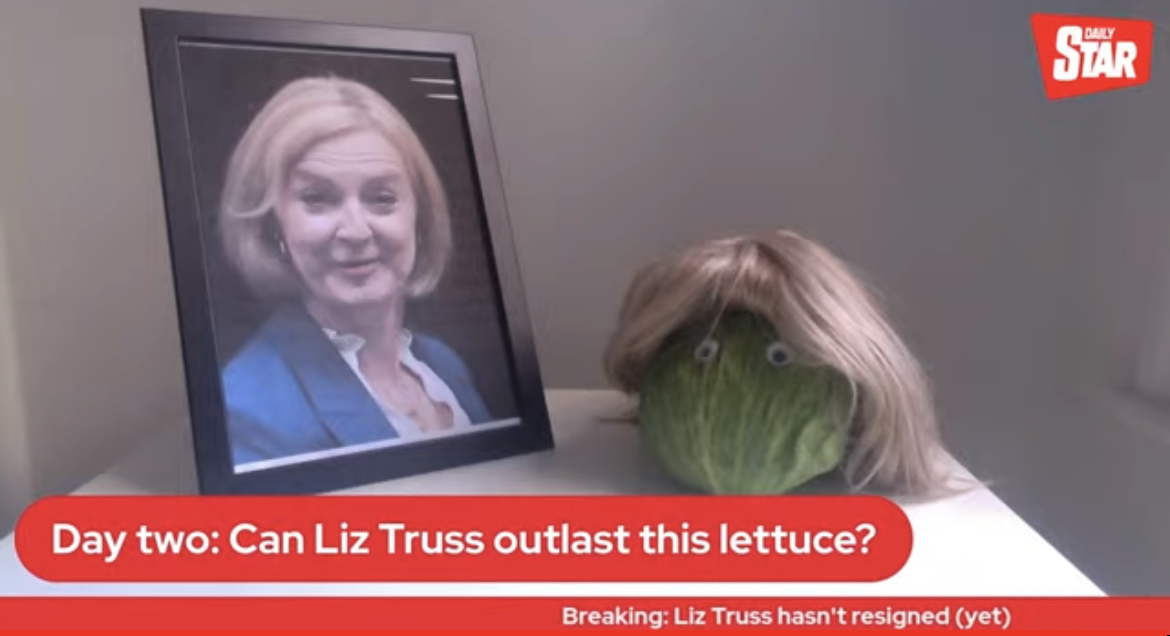 DAILY
STAR
Day two: Can Liz Truss outlast this lettuce?
Breaking: Liz Truss hasn't resigned (yet)